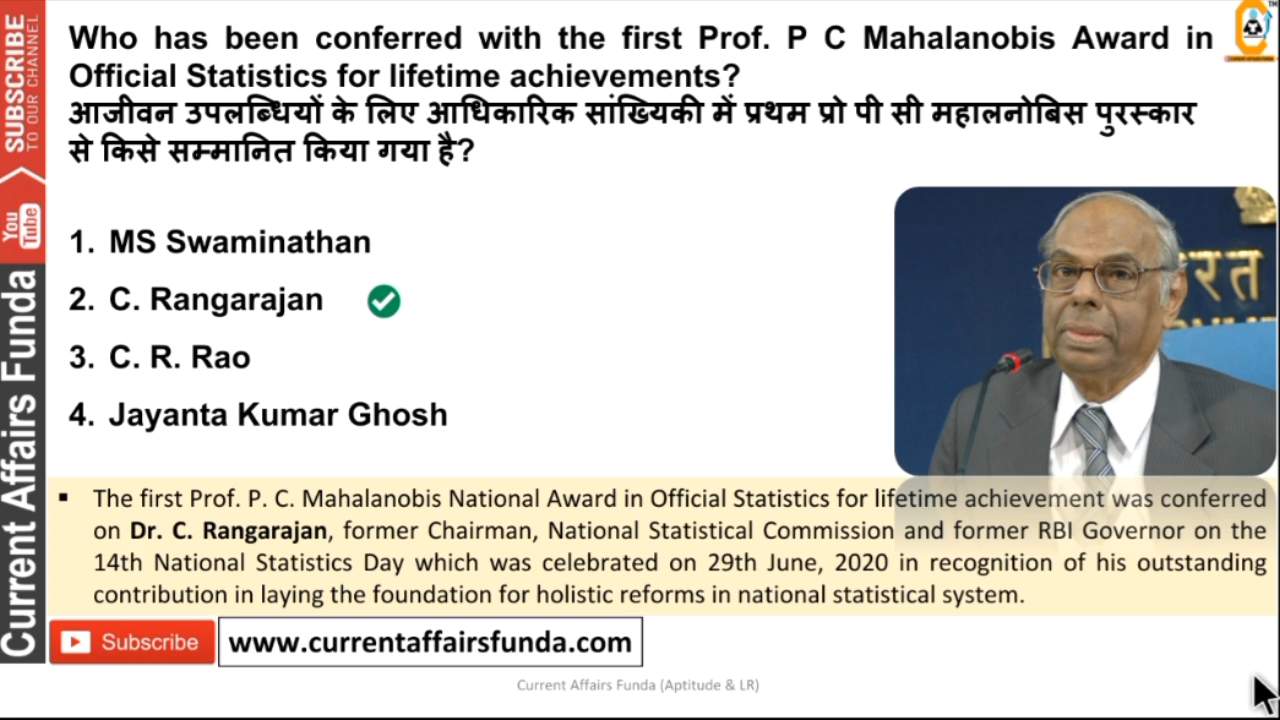 Who has been conferred with the first Prof. P C Mahalanobis Award in
Official Statistics for lifetime achievements?
आजीवन उपलब्धियों के लिए आधिकारिक सांख्यिकी में प्रथम प्रो पी सी महालनोबिस पुरस्कार
से किसे सम्मानित किया गया है?
1. MS Swaminathan
2. C. Rangarajan
3. C. R. Rao
4. Jayanta Kumar Ghosh
रत
▪ The first Prof. P. C. Mahalanobis National Award in Official Statistics for lifetime achievement was conferred
on Dr. C. Rangarajan, former Chairman, National Statistical Commission and former RBI Governor on the
14th National Statistics Day which was celebrated on 29th June, 2020 in recognition of his outstanding
contribution in laying the foundation for holistic reforms in national statistical system.
Subscribe
www.currentaffairsfunda.com
Current Affairs Funda (Aptitude & LR)
SUBSCRIBE
TO OUR CHANNEL
You
Tube
Current Affairs Funda